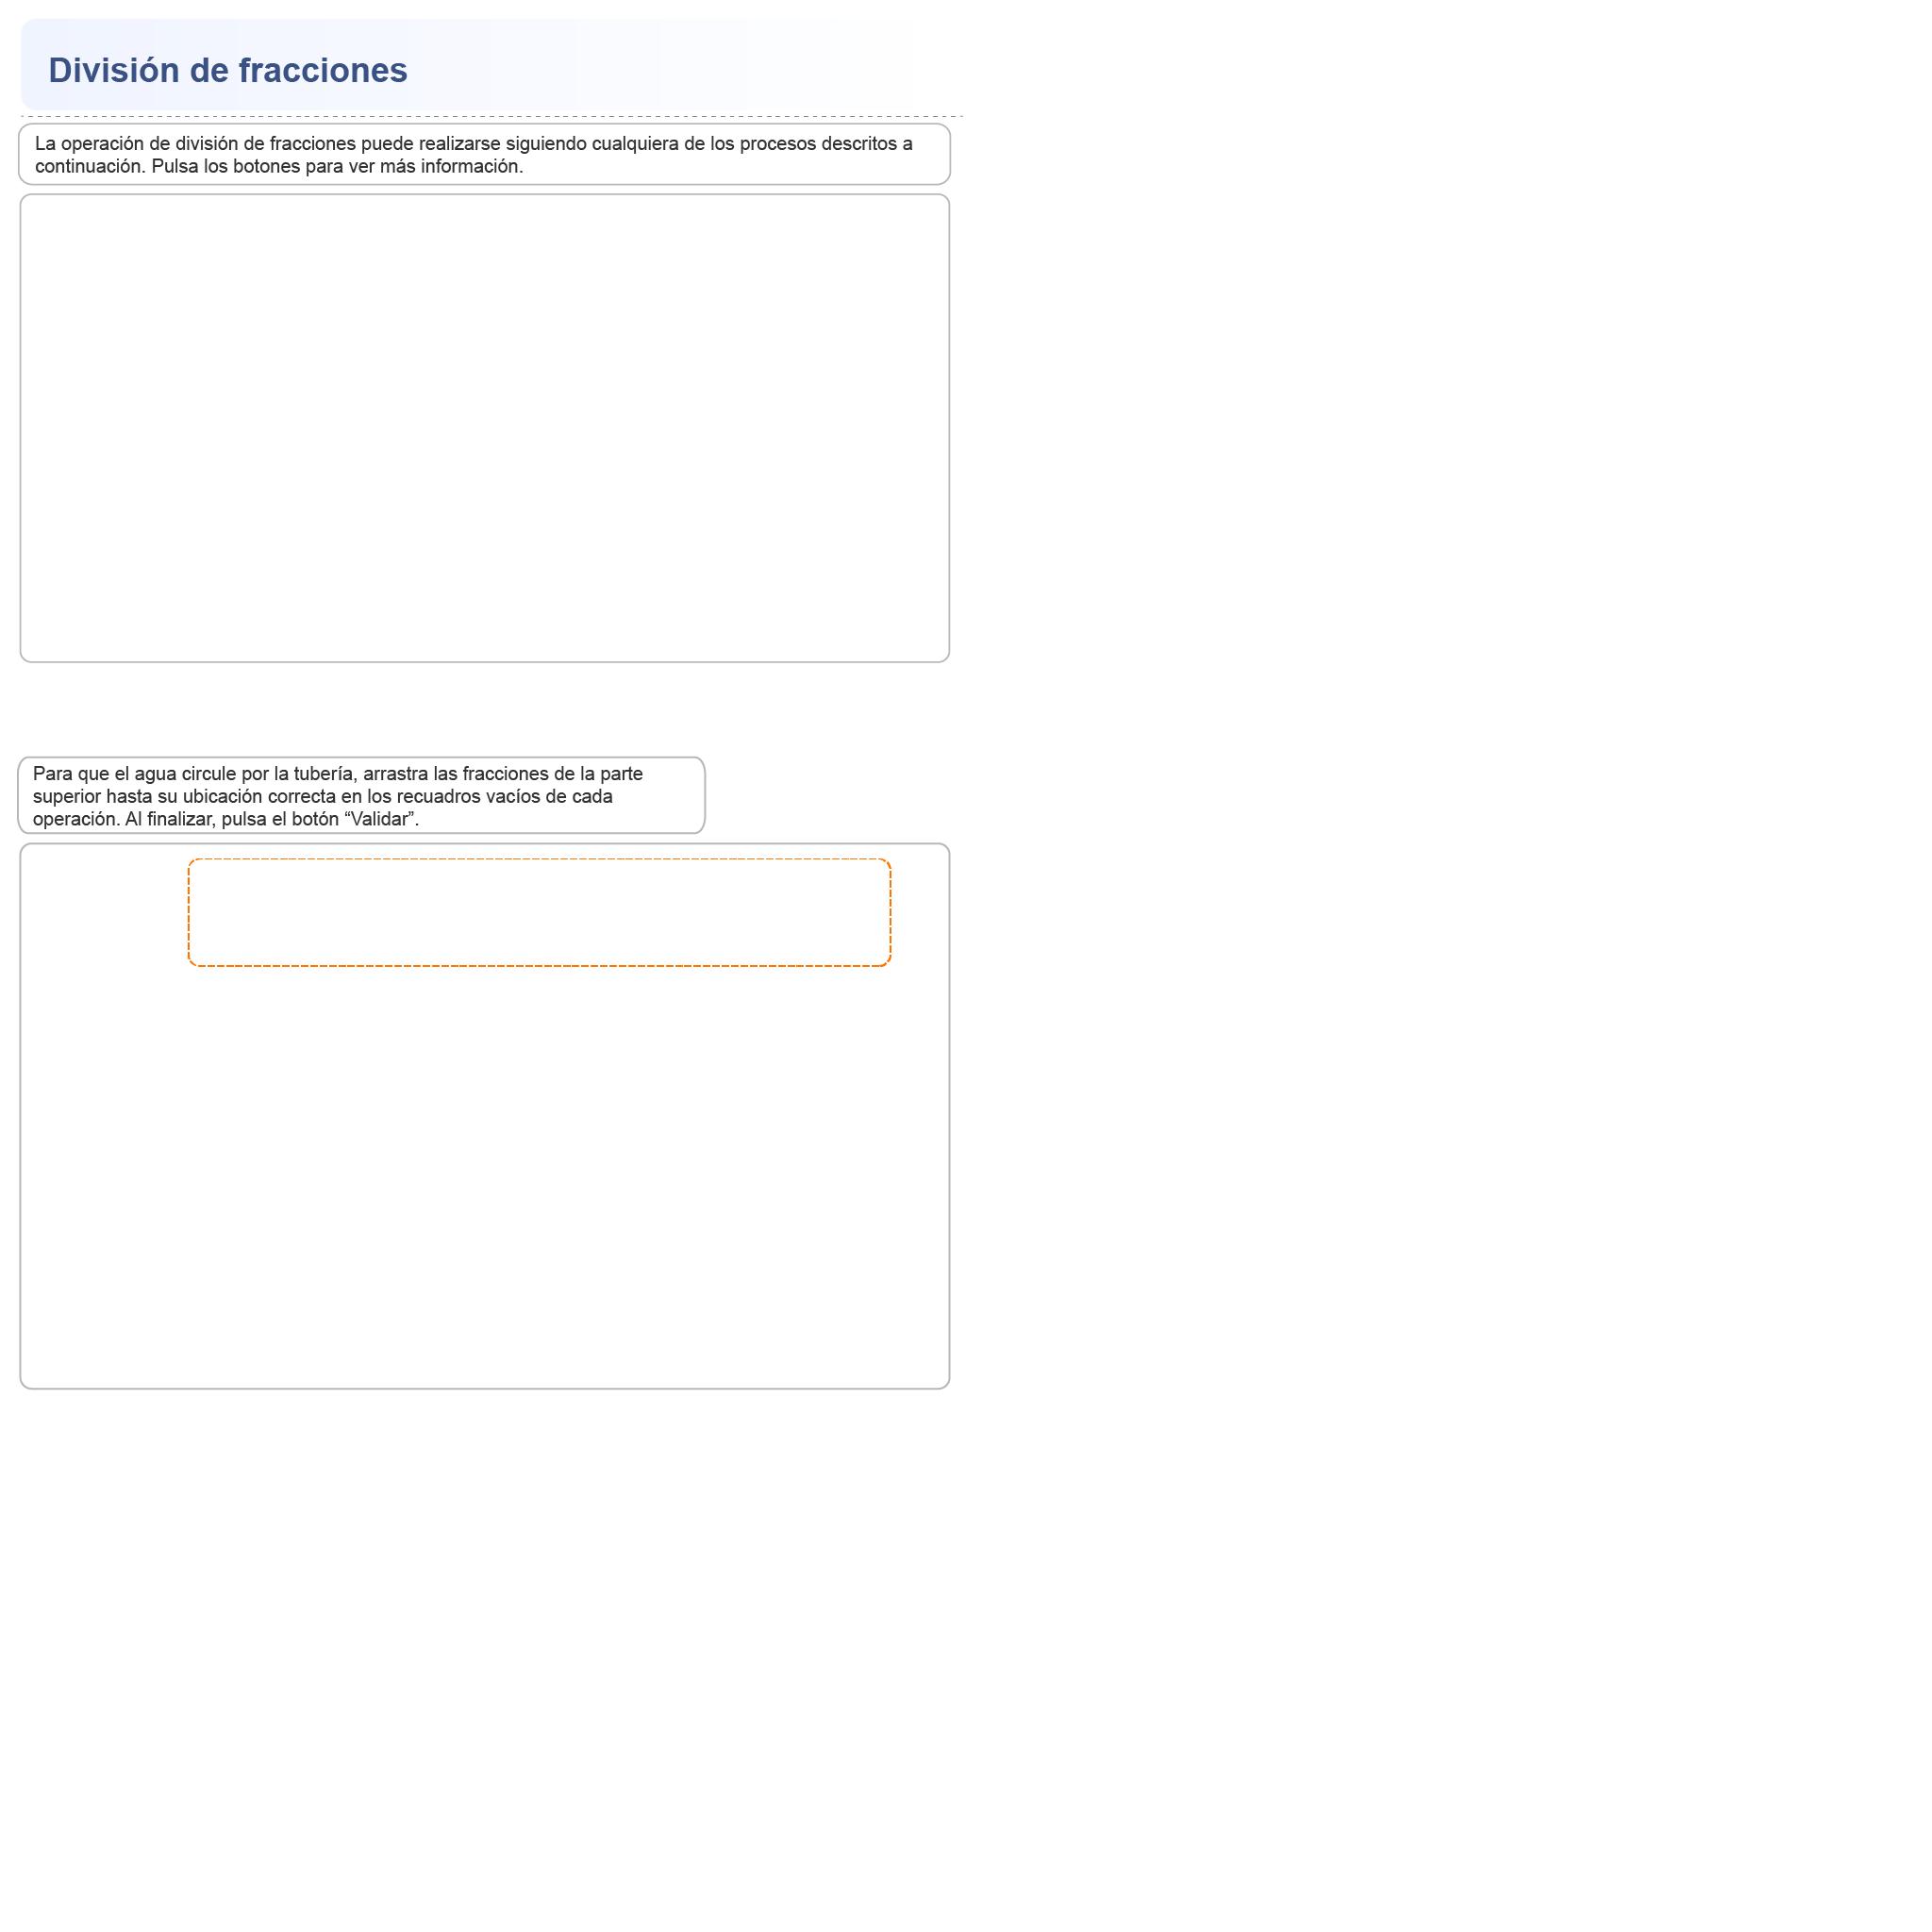 División de fracciones
La operación de división de fracciones puede realizarse siguiendo cualquiera de los procesos descritos a
continuación. Pulsa los botones para ver más información.
Para que el agua circule por la tubería, arrastra las fracciones de la parte
superior hasta su ubicación correcta en los recuadros vacíos de cada
operación. Al finalizar, pulsa el botón “Validar”.